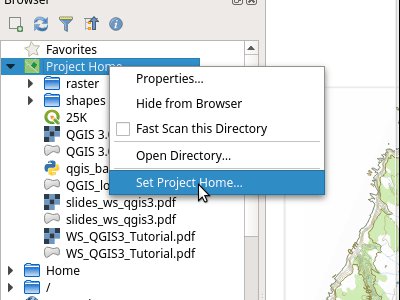 Browser
Favorites
Project Home
raster
shapes
25K
QGIS 3.
QGIS 3.
qgis_ba
QGIS_lo
slides_ws_qgis3.pdf
slides_ws_qgis3.pdf
WS_QGIS3_Tutorial.pdf
WS_QGIS3_Tutorial.pdf
Home
/
Properties...
Hide from Browser
Fast Scan this Directory
Open Directory...
Set Project Home...